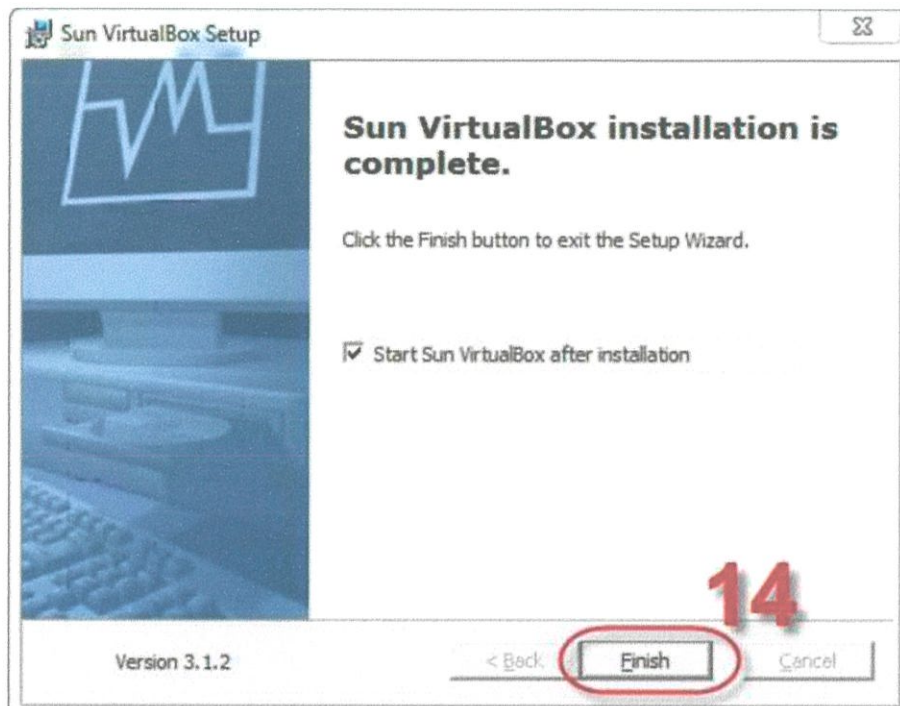 Sun VirtualBox Setup
Sun VirtualBox installation is
complete.
Click the Finish button to exit the Setup Wizard.
Start Sun VirtualBox after installation
14
Version 3.1.2
< Back
Finish
Cancel